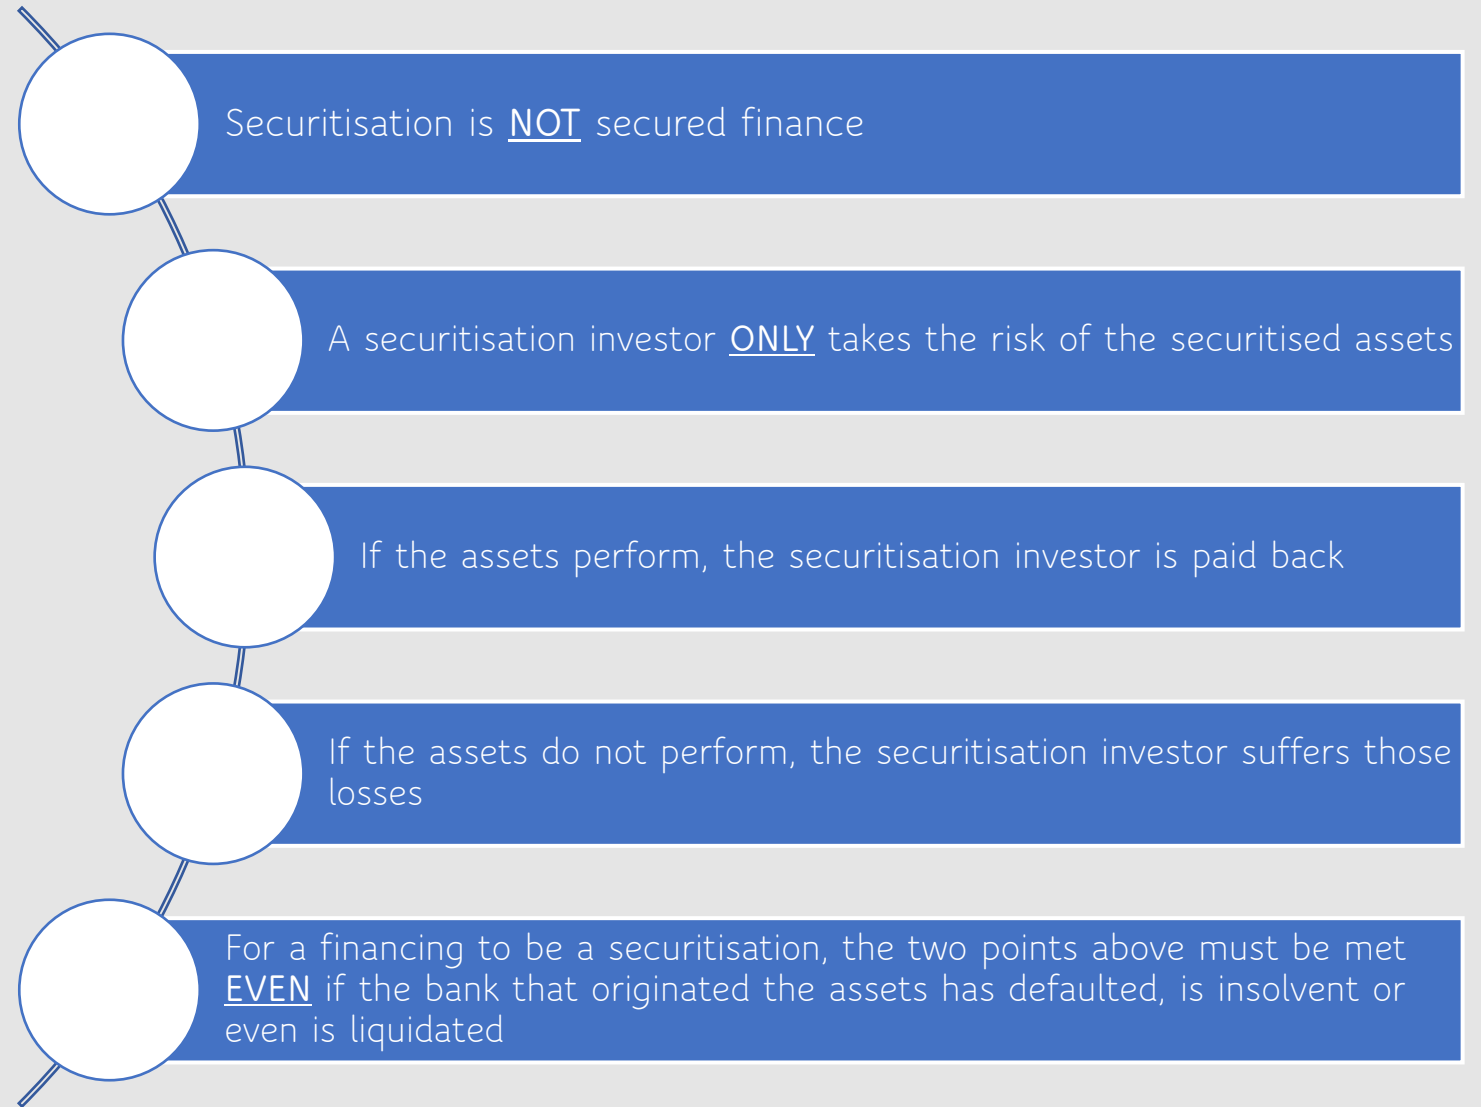 Securitisation is NOT secured finance
A securitisation investor ONLY takes the risk of the securitised assets
If the assets perform, the securitisation investor is paid back
If the assets do not perform, the securitisation investor suffers those
losses
For a financing to be a securitisation, the two points above must be met
EVEN if the bank that originated the assets has defaulted, is insolvent or
even is liquidated